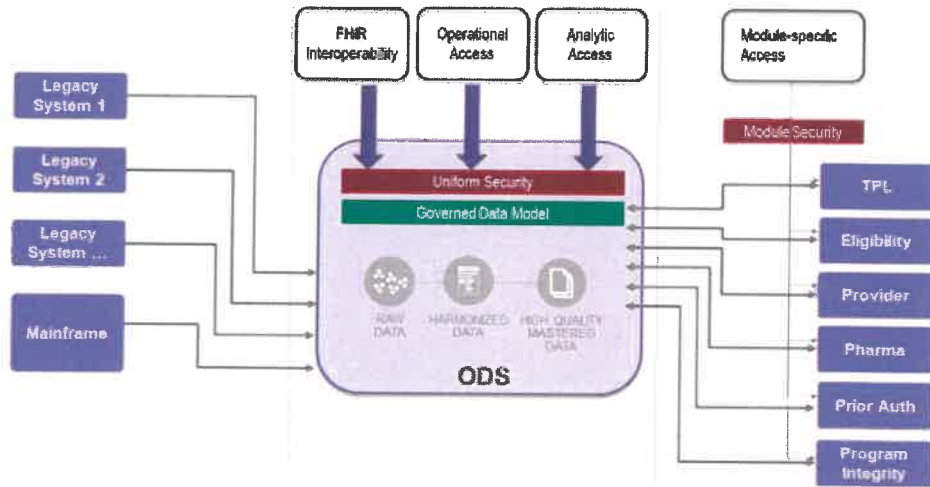 FHIR
Interoperability
Operational
Access
Analytic
Access
Module-specific
Access
Legacy
System 1
Legacy
System 2
Legacy
System ...
Mainframe
Uniform Security
Governed Data Model
RAW
DATA
HARMONIZED
DATA
HIGH QUALITY
MASTERED
DATA
ODS
Module Security
TPL
Eligibility
Provider
Pharma
Prior Auth
Program
Integrity